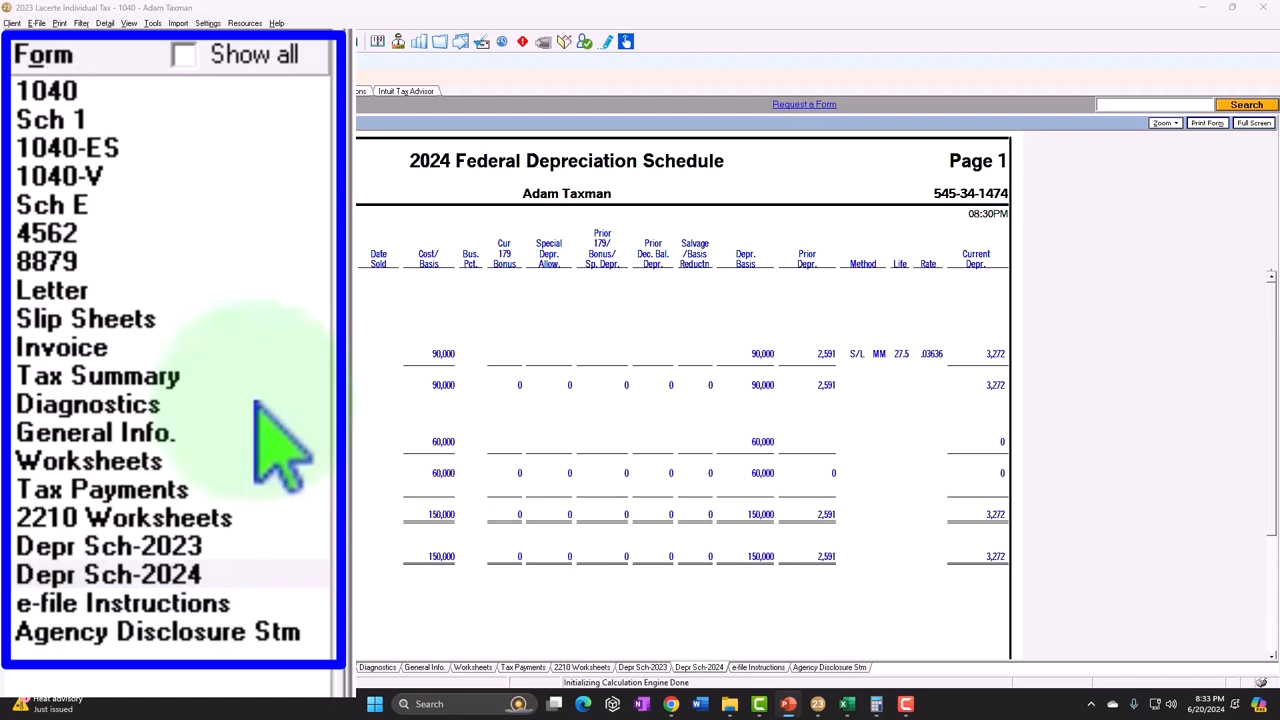 2023 Lacerte Individual Tax - 1040 - Adam Taxman
Client E-File Print Filter Detail View Tools Import Settings Resources Help
Form Show all
1040
Sch 1
1040-ES
1040-V
Sch E
4562
8879
Letter
Slip Sheets
Invoice
Tax Summary
Diagnostics
General Info.
Worksheets
Tax Payments
2210 Worksheets
Depr Sch-2023
Depr Sch-2024
e-file Instructions
Agency Disclosure Stm
ons Intuit Tax Advisor
Request a Form Search
Zoom Print Form Full Screen
2024 Federal Depreciation Schedule Page 1
Adam Taxman 545-34-1474
08:30PM
Date Sold Cost/ Basis Bus. Pct. Cur 179 Bonus Special Depr. Allow. Prior 179/ Bonus/ Sp. Depr. Prior Dec. Bal. Depr. Salvage /Basis Reductn Depr. Basis Prior Depr. Method Life Rate Current Depr.
90,000 90,000 2,591 S/L MM 27.5 .03636 3,272
90,000 0 0 0 0 0 90,000 2,591 3,272
60,000 60,000 0
60,000 0 0 0 0 0 60,000 0 0
150,000 0 0 0 0 0 150,000 2,591 3,272
150,000 0 0 0 0 0 150,000 2,591 3,272
Diagnostics General Info. Worksheets Tax Payments 2210 Worksheets Depr Sch-2023 Depr Sch-2024 e-file Instructions Agency Disclosure Stm
Initializing Calculation Engine Done
Heat advisory
Just issued
Search
8:33 PM
6/20/2024